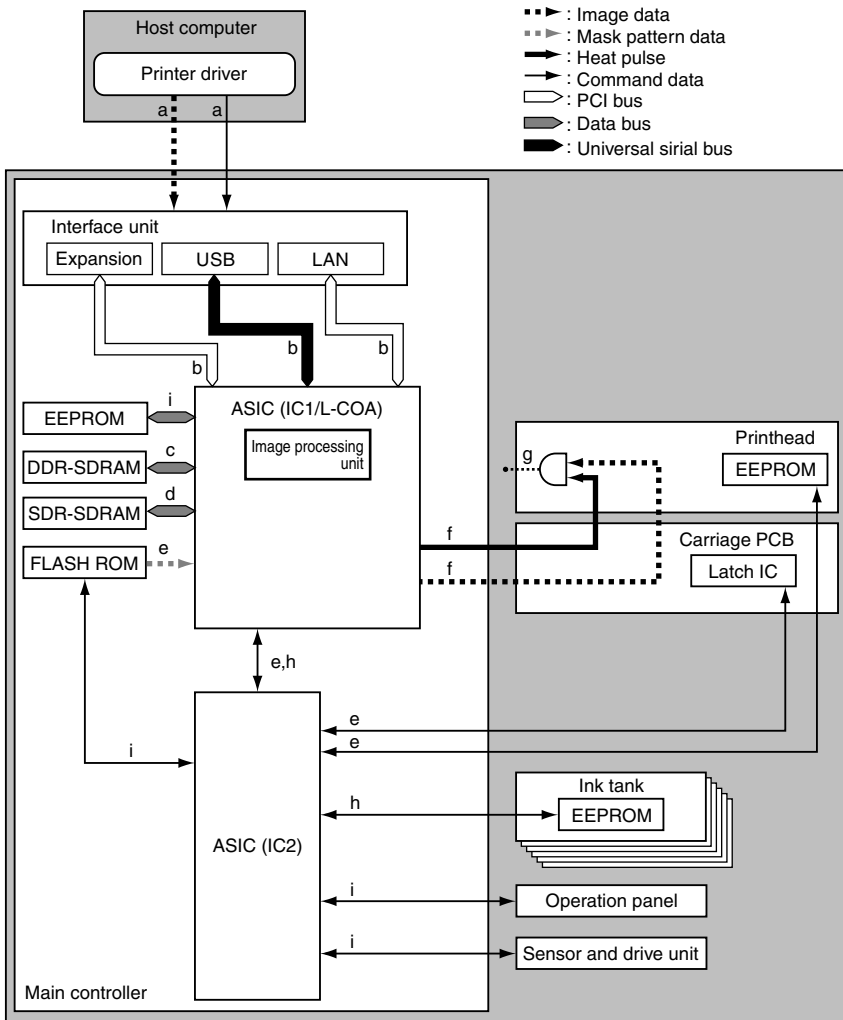 Host computer
Printer driver
a
a
: Image data
: Mask pattern data
: Heat pulse
: Command data
: PCI bus
: Data bus
: Universal sirial bus
Interface unit
Expansion
USB
LAN
b
b
b
ASIC (IC1/L-COA)
Image processing
unit
EEPROM
i
DDR-SDRAM
c
SDR-SDRAM
d
FLASH ROM
e
f
f
g
Printhead
EEPROM
Carriage PCB
Latch IC
e,h
i
e
e
h
i
i
ASIC (IC2)
Ink tank
EEPROM
Operation panel
Sensor and drive unit
Main controller